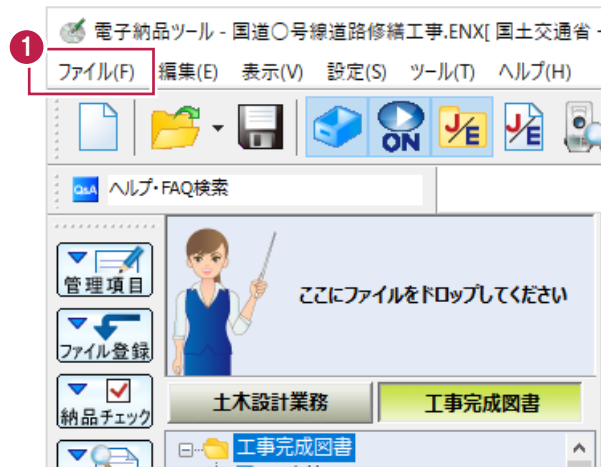 電子納品ツール - 国道○号線道路修繕工事.ENX[ 国土交通省 -
1
ファイル(F) 編集(E) 表示(V) 設定(S) ツール(T) ヘルプ(H)
ON J/E J/E
Q&A ヘルプ・FAQ検索
管理項目
ここにファイルをドロップしてください
ファイル登録
納品チェック
土木設計業務 工事完成図書
工事完成図書